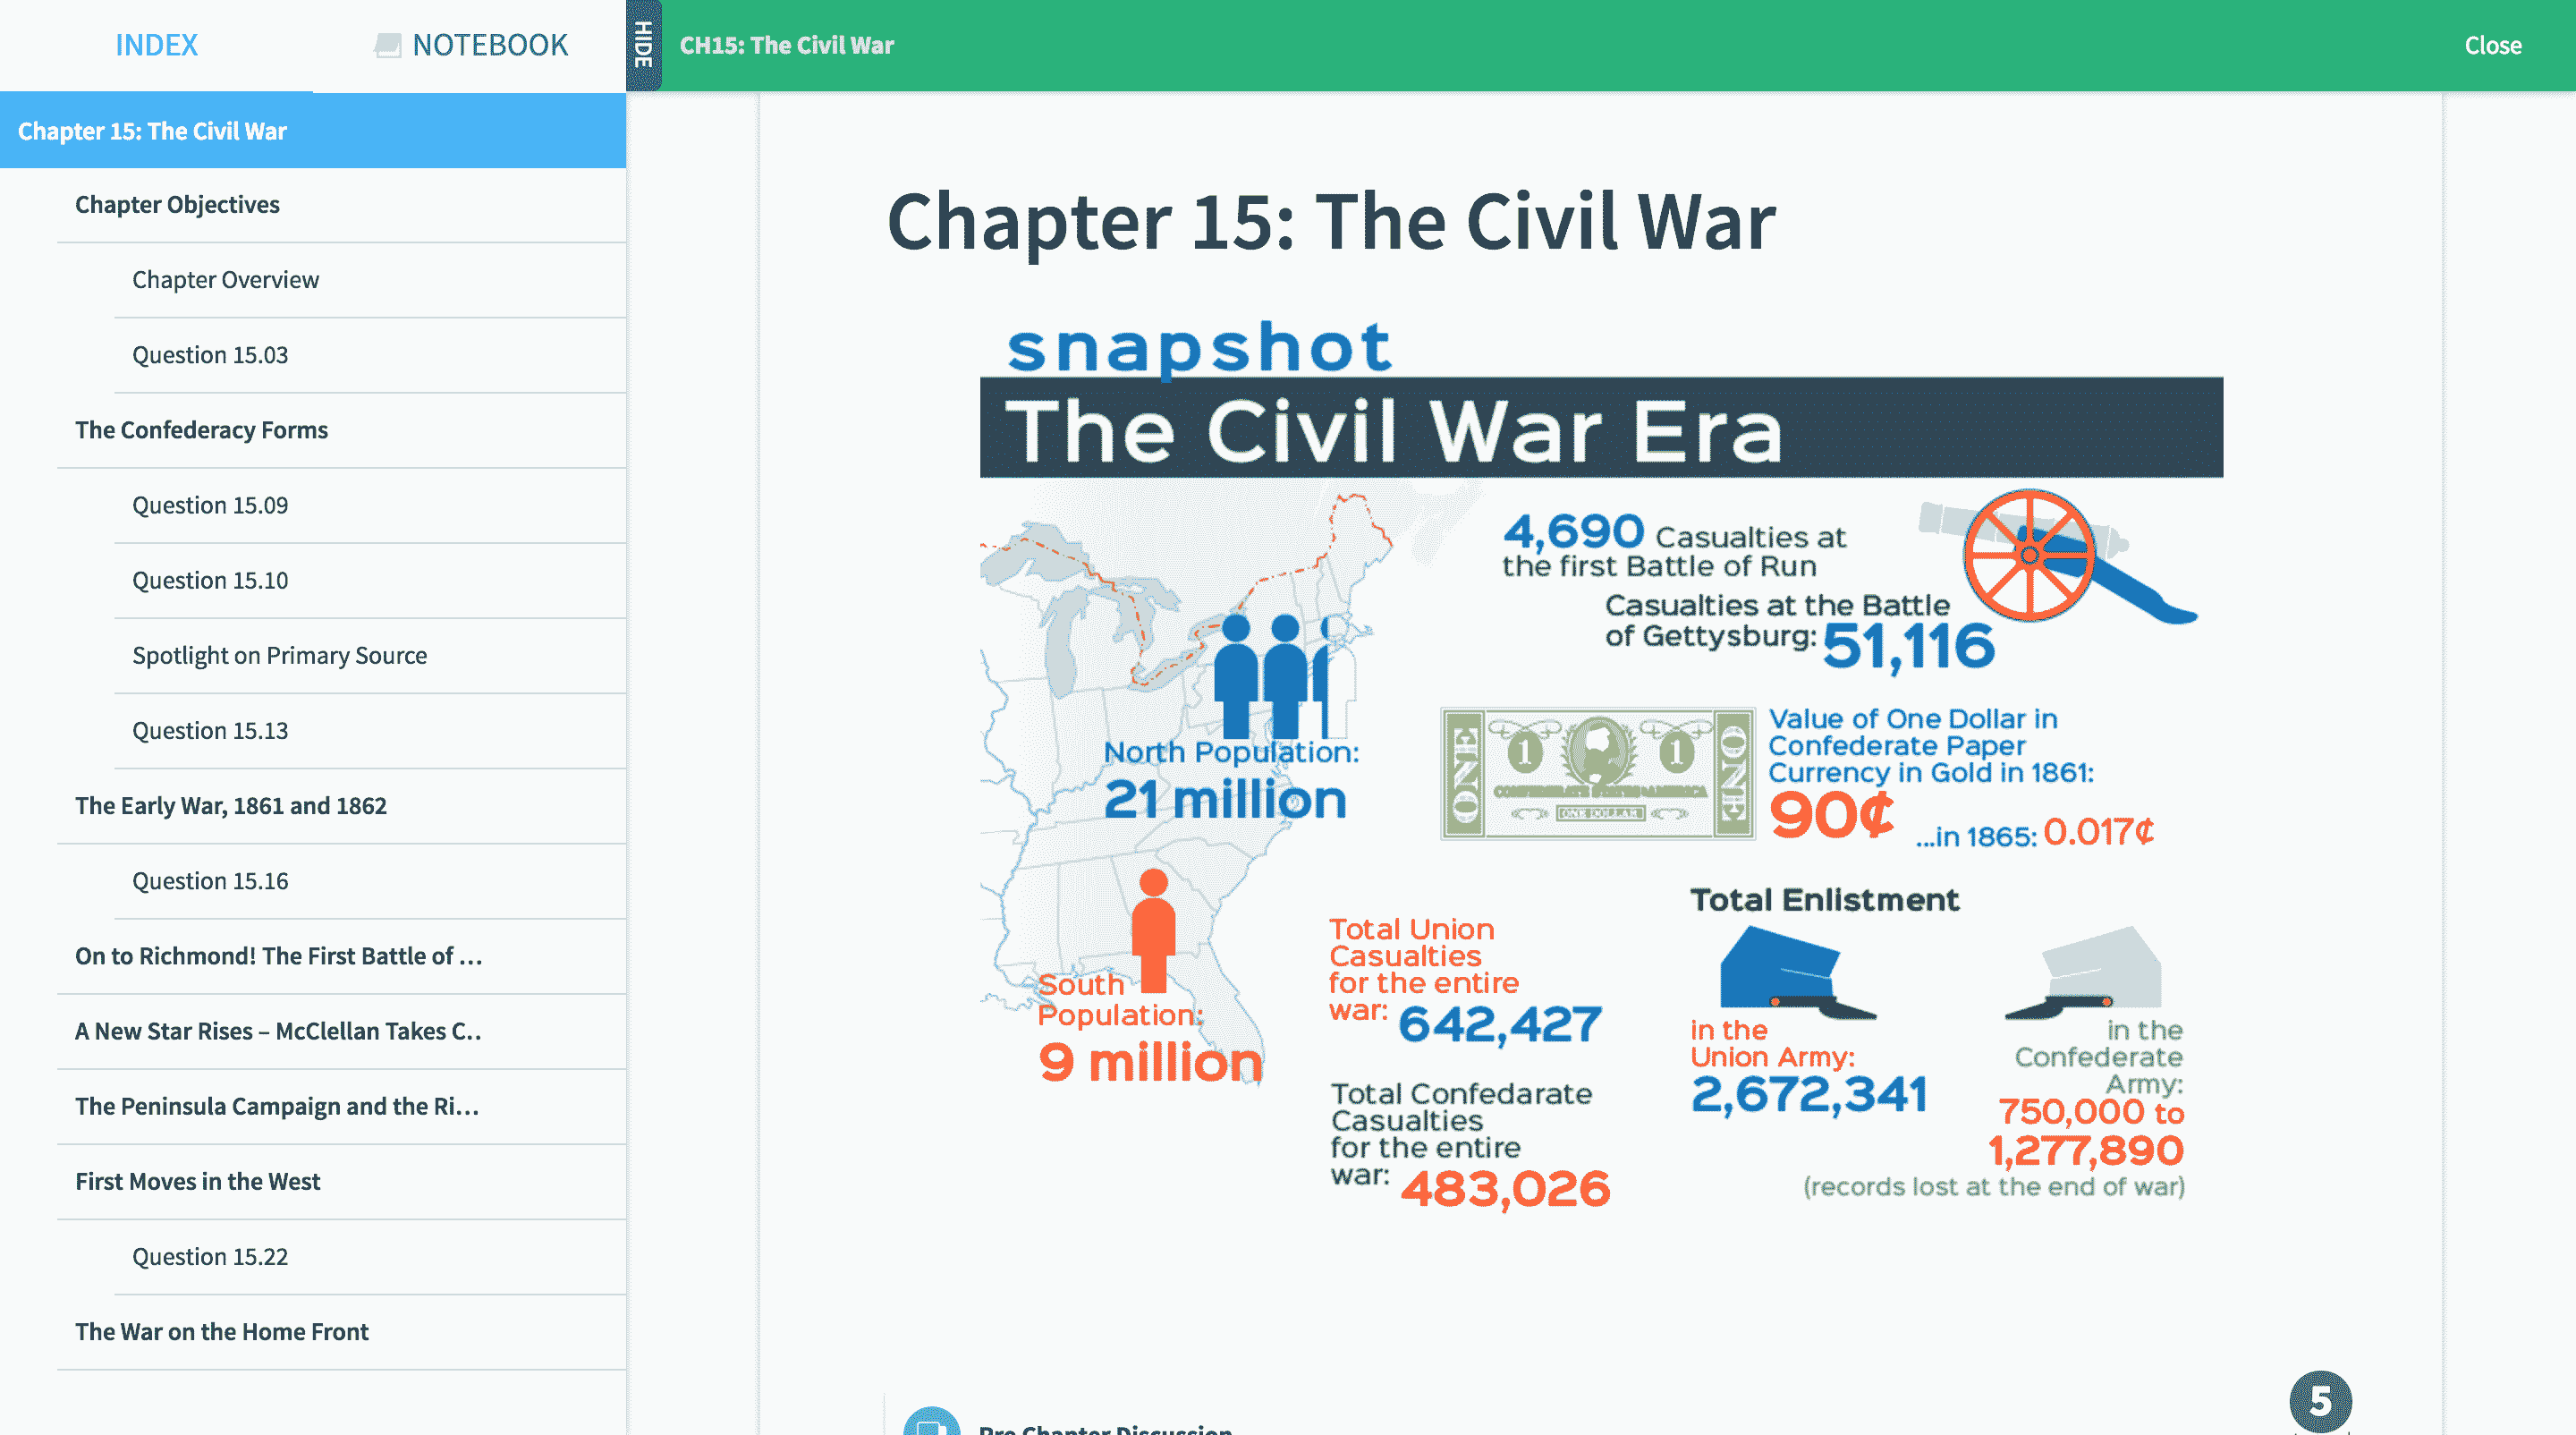 INDEX
NOTEBOOK
HIDE
CH15: The Civil War
Close
Chapter 15: The Civil War
Chapter Objectives
Chapter Overview
Question 15.03
The Confederacy Forms
Question 15.09
Question 15.10
Spotlight on Primary Source
Question 15.13
The Early War, 1861 and 1862
Question 15.16
On to Richmond! The First Battle of ...
A New Star Rises – McClellan Takes C..
The Peninsula Campaign and the Ri...
First Moves in the West
Question 15.22
The War on the Home Front
Chapter 15: The Civil War
snapshot
The Civil War Era
4,690 Casualties at
the first Battle of Run
Casualties at the Battle
of Gettysburg: 51,116
North Population:
21 million
ONE
1
1
ONE
CONFEDERATE STATES of AMERICA
ONE DOLLAR
Value of One Dollar in
Confederate Paper
Currency in Gold in 1861:
90¢ ...in 1865: 0.017¢
South
Population:
9 million
Total Union
Casualties
for the entire
war: 642,427
Total Confedarate
Casualties
for the entire
war: 483,026
Total Enlistment
in the
Union Army:
2,672,341
in the
Confederate
Army:
750,000 to
1,277,890
(records lost at the end of war)
Pre Chapter Discussion
5